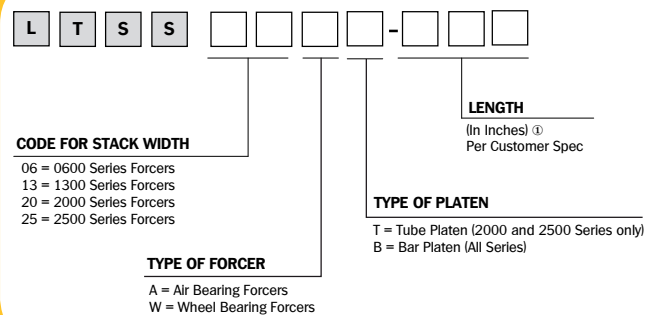 L T S S -
LENGTH
(In Inches) ①
Per Customer Spec
CODE FOR STACK WIDTH
06 = 0600 Series Forcers
13 = 1300 Series Forcers
20 = 2000 Series Forcers
25 = 2500 Series Forcers
TYPE OF PLATEN
T = Tube Platen (2000 and 2500 Series only)
B = Bar Platen (All Series)
TYPE OF FORCER
A = Air Bearing Forcers
W = Wheel Bearing Forcers